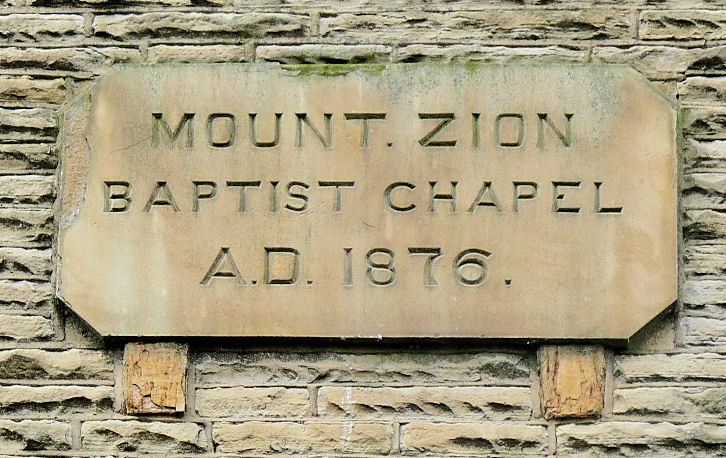 MOUNT. ZION
BAPTIST CHAPEL
A.D. 1876.